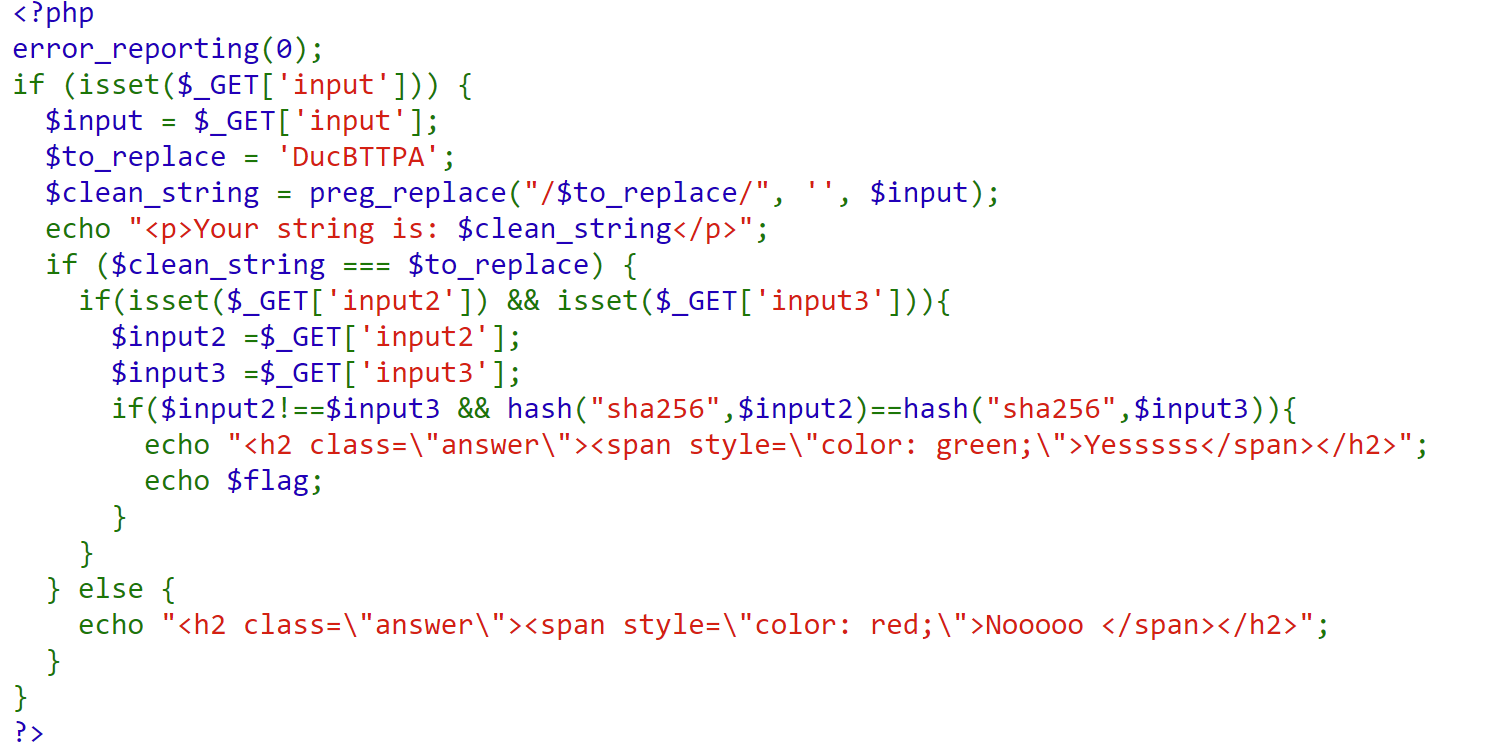 <?php
error_reporting(0);
if (isset($_GET['input'])) {
  $input = $_GET['input'];
  $to_replace = 'DucBTTPA';
  $clean_string = preg_replace("/$to_replace/", '', $input);
  echo "<p>Your string is: $clean_string</p>";
  if ($clean_string === $to_replace) {
    if(isset($_GET['input2']) && isset($_GET['input3'])){
      $input2 =$_GET['input2'];
      $input3 =$_GET['input3'];
      if($input2!==$input3 && hash("sha256",$input2)==hash("sha256",$input3)){
        echo "<h2 class=\"answer\"><span style=\"color: green;\">Yesssss</span></h2>";
        echo $flag;
      }
    }
  } else {
    echo "<h2 class=\"answer\"><span style=\"color: red;\">Nooooo </span></h2>";
  }
}
?>